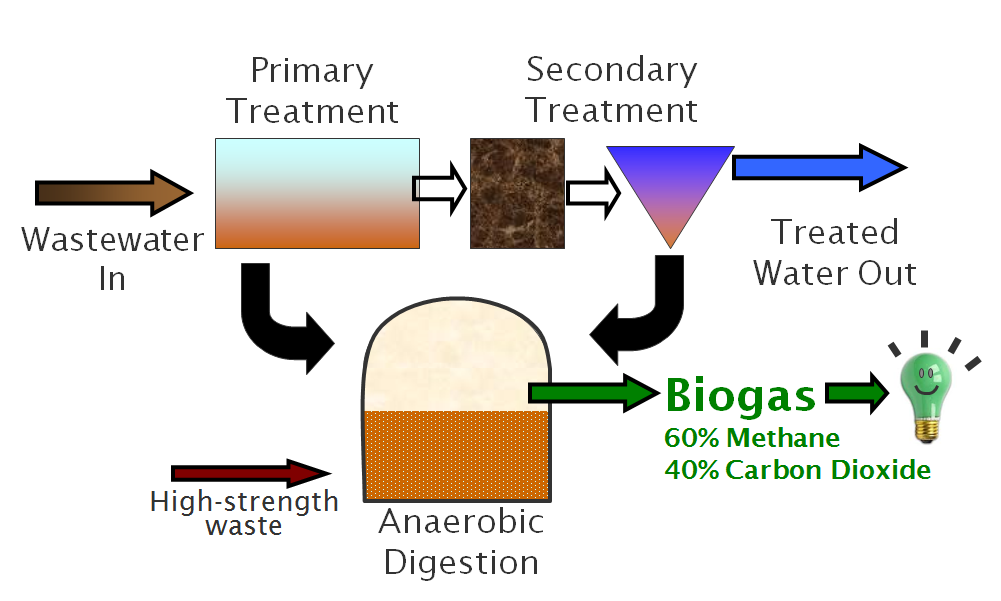 Primary
Treatment
Secondary
Treatment
Wastewater
In
Treated
Water Out
Biogas
60% Methane
40% Carbon Dioxide
High-strength
waste
Anaerobic
Digestion